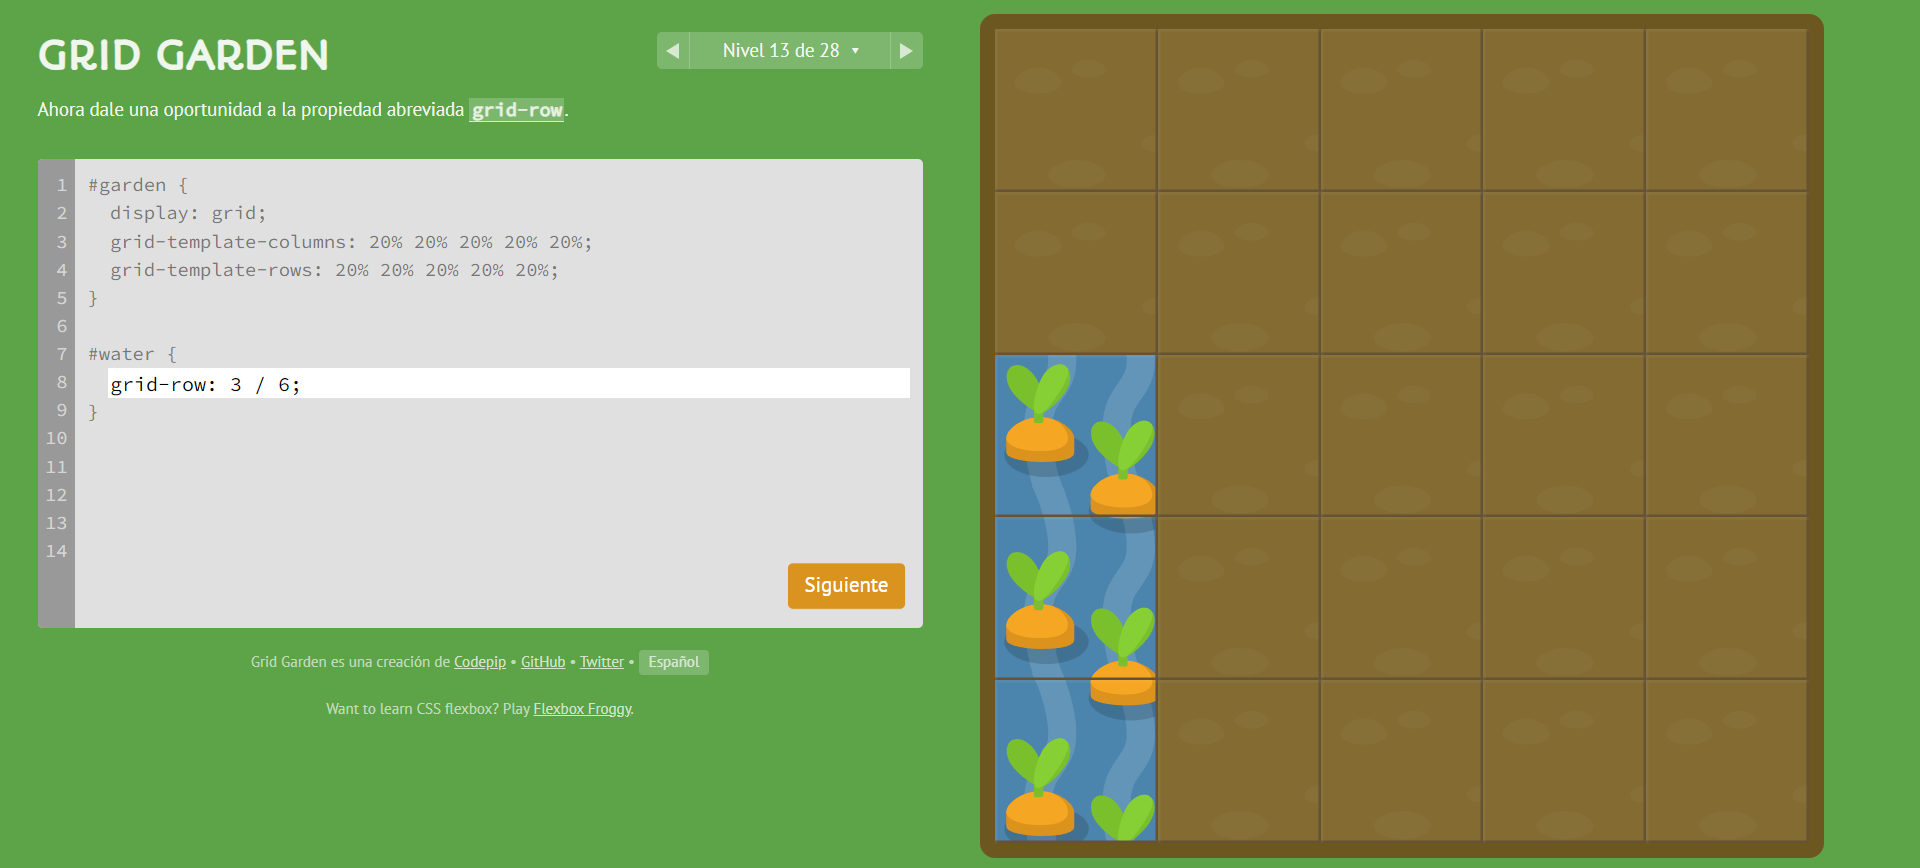 GRID GARDEN
◀ Nivel 13 de 28 ▾ ▶
Ahora dale una oportunidad a la propiedad abreviada grid-row.
1 #garden {
2 display: grid;
3 grid-template-columns: 20% 20% 20% 20% 20%;
4 grid-template-rows: 20% 20% 20% 20% 20%;
5 }
6
7 #water {
8 grid-row: 3 / 6;
9 }
10
11
12
13
14
Siguiente
Grid Garden es una creación de Codepip • GitHub • Twitter • Español
Want to learn CSS flexbox? Play Flexbox Froggy.